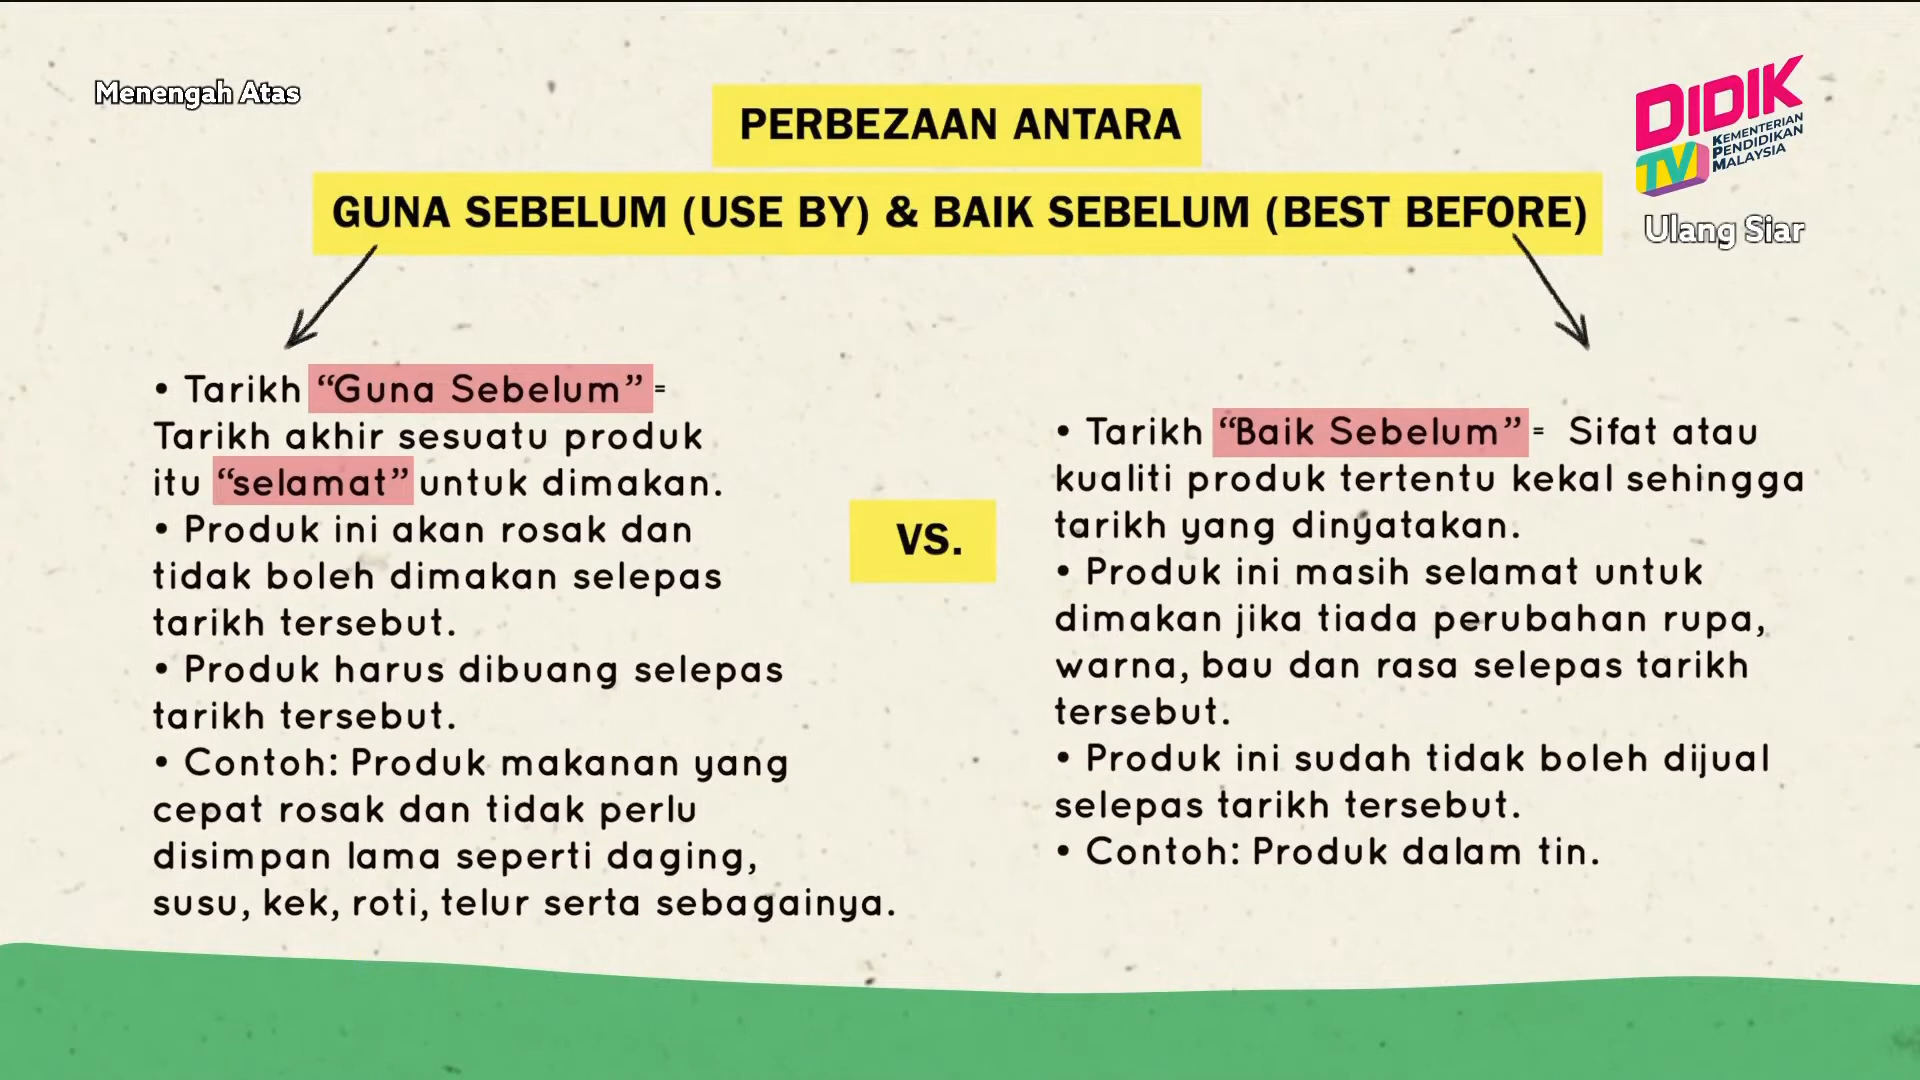 Menengah Atas
PERBEZAAN ANTARA
GUNA SEBELUM (USE BY) & BAIK SEBELUM (BEST BEFORE)
DIDIK
TV
KEMENTERIAN
PENDIDIKAN
MALAYSIA
Ulang Siar
• Tarikh “Guna Sebelum” =
Tarikh akhir sesuatu produk
itu “selamat” untuk dimakan.
• Produk ini akan rosak dan
tidak boleh dimakan selepas
tarikh tersebut.
• Produk harus dibuang selepas
tarikh tersebut.
• Contoh: Produk makanan yang
cepat rosak dan tidak perlu
disimpan lama seperti daging,
susu, kek, roti, telur serta sebagainya.
VS.
• Tarikh “Baik Sebelum” = Sifat atau
kualiti produk tertentu kekal sehingga
tarikh yang dinyatakan.
• Produk ini masih selamat untuk
dimakan jika tiada perubahan rupa,
warna, bau dan rasa selepas tarikh
tersebut.
• Produk ini sudah tidak boleh dijual
selepas tarikh tersebut.
• Contoh: Produk dalam tin.